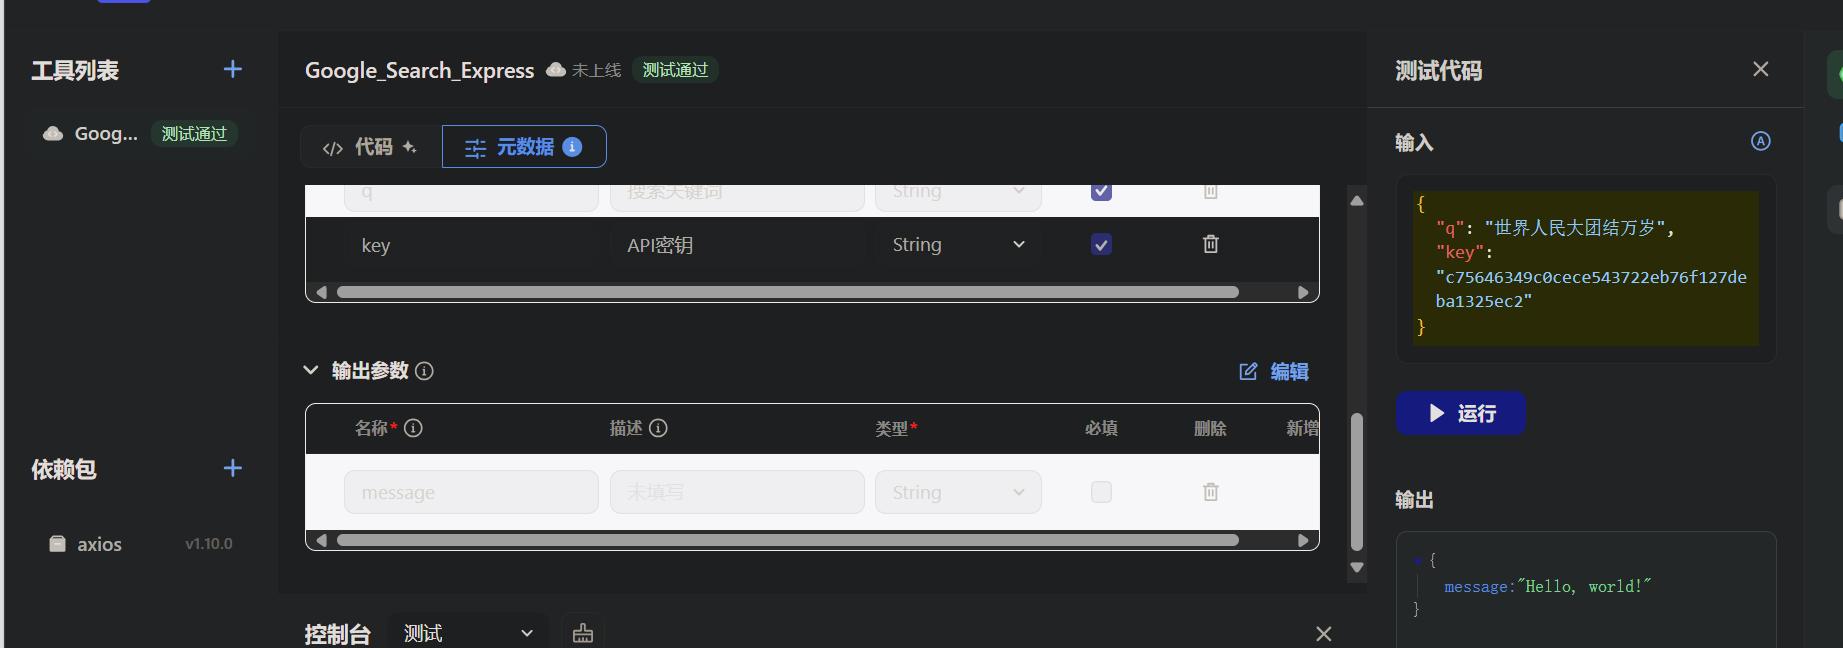 工具列表
Goog... 测试通过
依赖包
axios v1.10.0
Google_Search_Express 未上线 测试通过
代码 元数据
q 搜索关键词 String
key API密钥 String
输出参数 编辑
名称* 描述 类型* 必填 删除 新增
message 未填写 String
控制台 测试
测试代码
输入
{
"q": "世界人民大团结万岁",
"key":
"c75646349c0cece543722eb76f127de
ba1325ec2"
}
运行
输出
{
message:"Hello, world!"
}